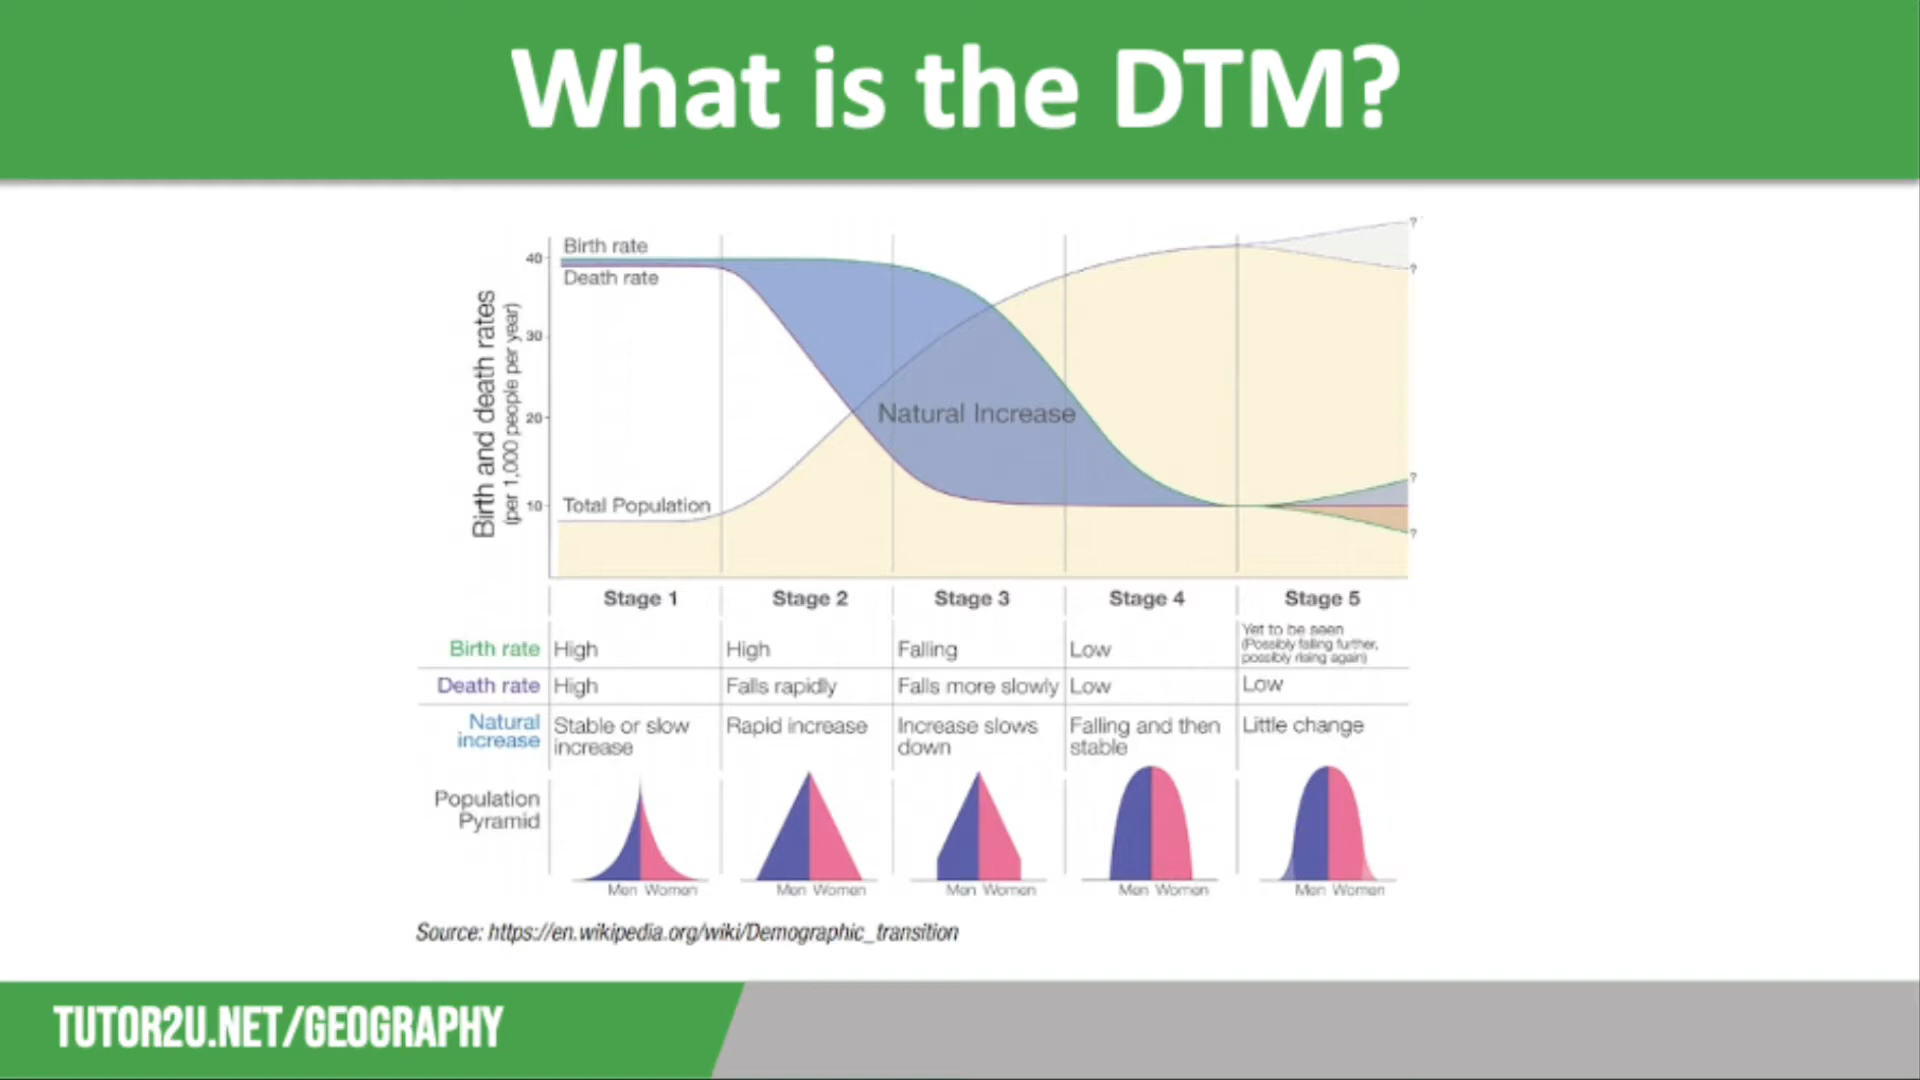 What is the DTM?
Birth rate
Death rate
Total Population
Natural Increase
Birth and death rates
(per 1,000 people per year)
40
30
20
10
?
?
?
?
Stage 1 Stage 2 Stage 3 Stage 4 Stage 5
Birth rate High High Falling Low Yet to be seen
(Possibly falling further,
possibly rising again)
Death rate High Falls rapidly Falls more slowly Low Low
Natural increase Stable or slow increase Rapid increase Increase slows down Falling and then stable Little change
Population
Pyramid
Men Women Men Women Men Women Men Women Men Women
Source: https://en.wikipedia.org/wiki/Demographic_transition
TUTOR2U.NET/GEOGRAPHY